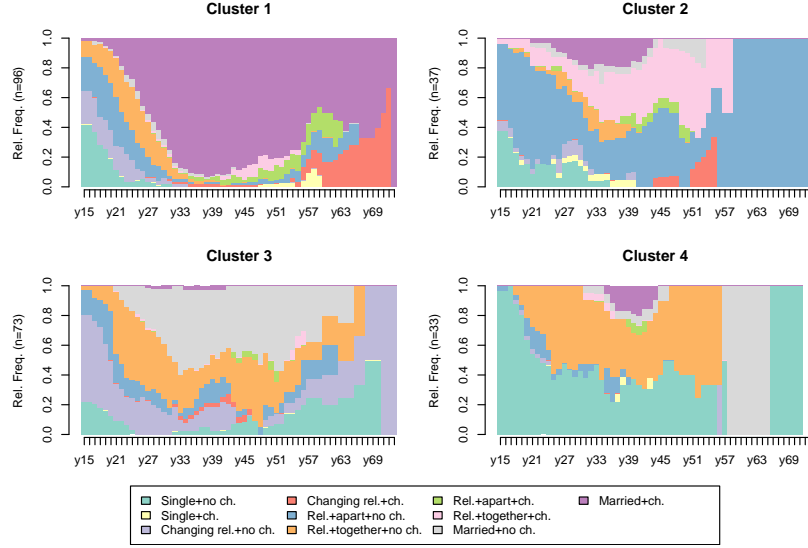 Cluster 1
Rel. Freq. (n=96)
1.0
0.8
0.6
0.4
0.2
0.0
y15 y21 y27 y33 y39 y45 y51 y57 y63 y69
Cluster 2
Rel. Freq. (n=37)
1.0
0.8
0.6
0.4
0.2
0.0
y15 y21 y27 y33 y39 y45 y51 y57 y63 y69
Cluster 3
Rel. Freq. (n=73)
1.0
0.8
0.6
0.4
0.2
0.0
y15 y21 y27 y33 y39 y45 y51 y57 y63 y69
Cluster 4
Rel. Freq. (n=33)
1.0
0.8
0.6
0.4
0.2
0.0
y15 y21 y27 y33 y39 y45 y51 y57 y63 y69
Single+no ch.
Single+ch.
Changing rel.+no ch.
Changing rel.+ch.
Rel.+apart+no ch.
Rel.+together+no ch.
Rel.+apart+ch.
Rel.+together+ch.
Married+no ch.
Married+ch.